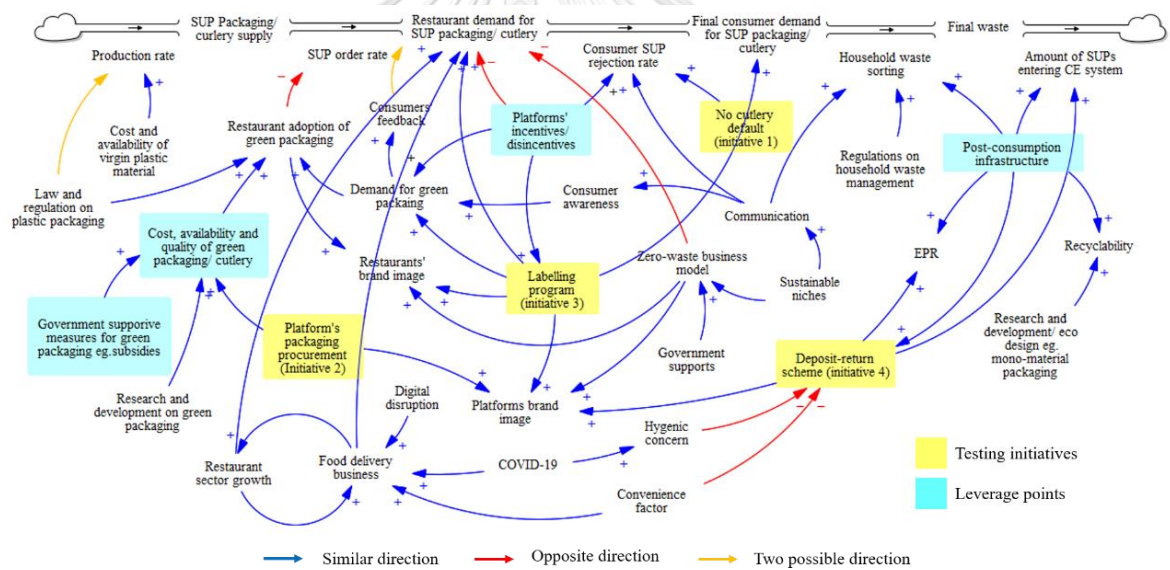 SUP Packaging/
curlery supply
Restaurant demand for
SUP packaging/ cutlery
Final consumer demand
for SUP packaging/
cutlery
Final waste
Production rate
SUP order rate
Consumer SUP
rejection rate
Household waste
sorting
Amount of SUPs
entering CE system
Cost and
availability of
virgin plastic
material
Restaurant adoption of
green packaging
Consumers'
feedback
Platforms'
incentives/
disincentives
No cutlery
default
(initiative 1)
Regulations on
household waste
management
Post-consumption
infrastructure
Law and
regulation on
plastic packaging
Demand for green
packaing
Consumer
awareness
Communication
Cost, availability and
quality of green
packaging/ cutlery
Restaurants'
brand image
Labelling
program
(initiative 3)
Zero-waste business
model
Sustainable
niches
EPR
Recyclability
Government supporive
measures for green
packaging eg.subsidies
Platform's
packaging
procurement
(Initiative 2)
Government
supports
Deposit-return
scheme (initiative 4)
Research and
development/ eco
design eg.
mono-material
packaging
Research and
development on green
packaging
Digital
disruption
Platforms brand
image
Hygenic
concern
Restaurant
sector growth
Food delivery
business
COVID-19
Convenience
factor
Testing initiatives
Leverage points
Similar direction
Opposite direction
Two possible direction